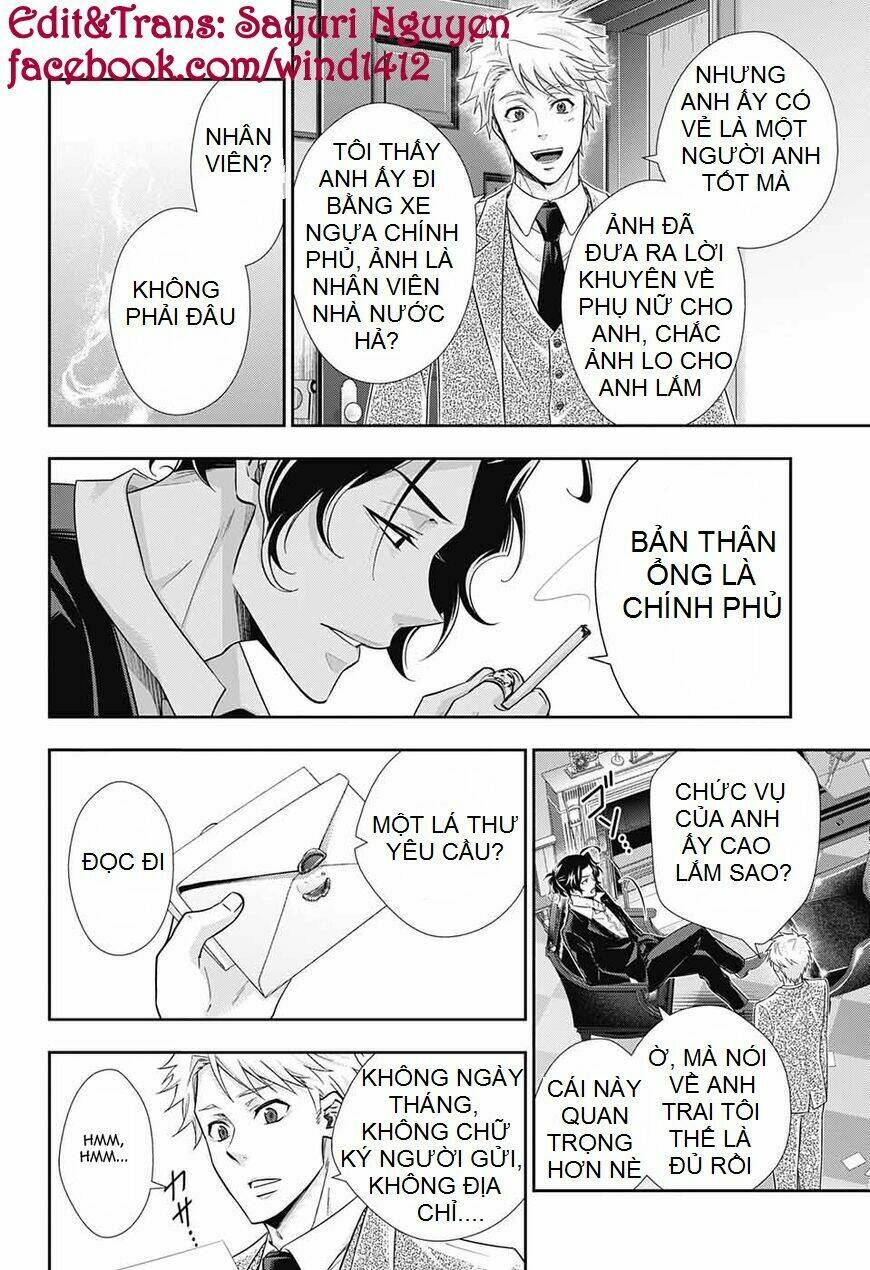 Edit&Trans: Sayuri Nguyen
facebook.com/wind1412
NHƯNG
ANH ẤY CÓ
VẺ LÀ MỘT
NGƯỜI ANH
TỐT MÀ
ẢNH ĐÃ
ĐƯA RA LỜI
KHUYÊN VỀ
PHỤ NỮ CHO
ANH, CHẮC
ẢNH LO CHO
ANH LẮM
TÔI THẤY
ANH ẤY ĐI
BẰNG XE
NGỰA CHÍNH
PHỦ, ẢNH LÀ
NHÂN VIÊN
NHÀ NƯỚC
HẢ?
NHÂN
VIÊN?
KHÔNG
PHẢI ĐÂU
BẢN THÂN
ỔNG LÀ
CHÍNH PHỦ
CHỨC VỤ
CỦA ANH
ẤY CAO
LẮM SAO?
Ờ, MÀ NÓI
VỀ ANH
TRAI TÔI
THẾ LÀ
ĐỦ RỒI
CÁI NÀY
QUAN
TRỌNG
HƠN NÈ
MỘT LÁ THƯ
YÊU CẦU?
ĐỌC ĐI
KHÔNG NGÀY
THÁNG,
KHÔNG CHỮ
KÝ NGƯỜI GỬI,
KHÔNG ĐỊA
CHỈ....
HMM,
HMM...
カサ…